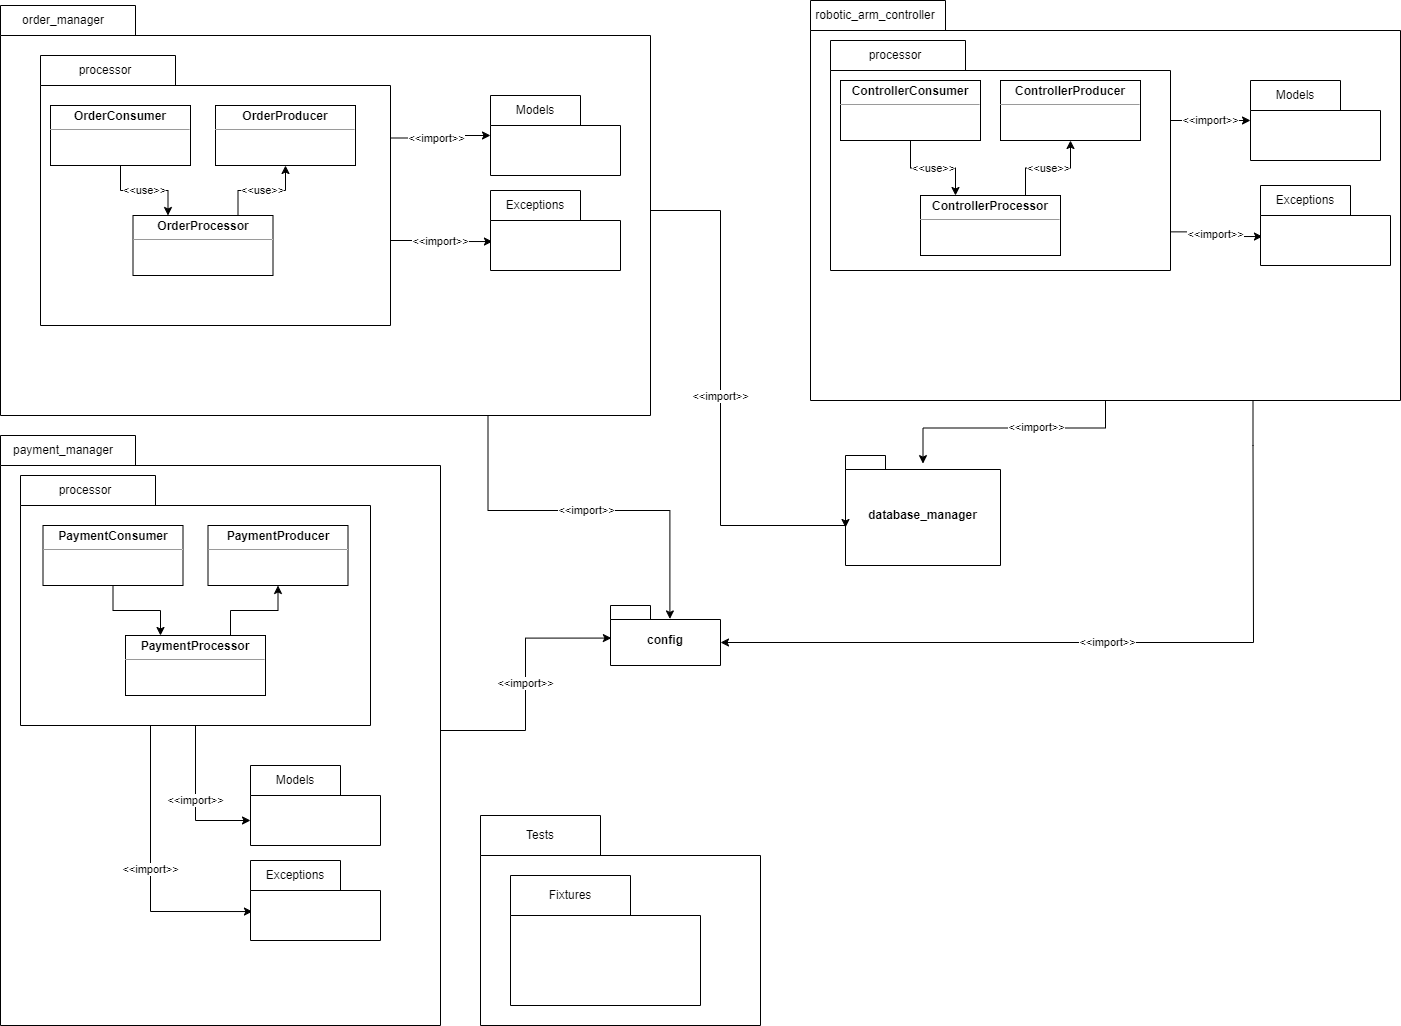 order_manager
processor
OrderConsumer
OrderProducer
<<use>>
<<use>>
OrderProcessor
<<import>>
Models
<<import>>
Exceptions
robotic_arm_controller
processor
ControllerConsumer
ControllerProducer
<<use>>
<<use>>
ControllerProcessor
<<import>>
Models
<<import>>
Exceptions
<<import>>
<<import>>
<<import>>
database_manager
config
<<import>>
<<import>>
payment_manager
processor
PaymentConsumer
PaymentProducer
PaymentProcessor
<<import>>
Models
<<import>>
Exceptions
Tests
Fixtures